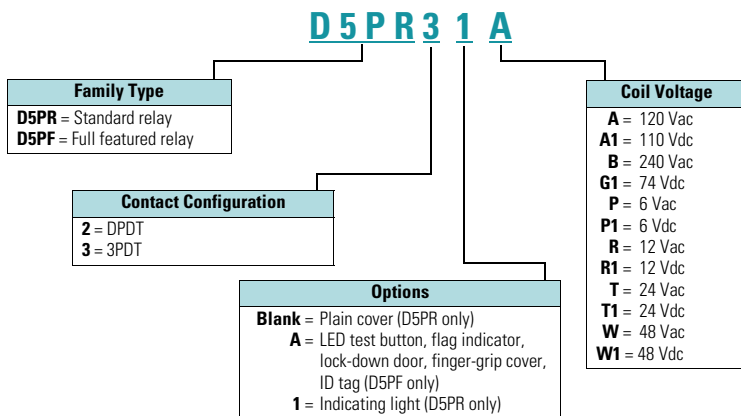 D5PR31A
Family Type
D5PR = Standard relay
D5PF = Full featured relay
Contact Configuration
2 = DPDT
3 = 3PDT
Options
Blank = Plain cover (D5PR only)
A = LED test button, flag indicator,
lock-down door, finger-grip cover,
ID tag (D5PF only)
1 = Indicating light (D5PR only)
Coil Voltage
A = 120 Vac
A1 = 110 Vdc
B = 240 Vac
G1 = 74 Vdc
P = 6 Vac
P1 = 6 Vdc
R = 12 Vac
R1 = 12 Vdc
T = 24 Vac
T1 = 24 Vdc
W = 48 Vac
W1 = 48 Vdc